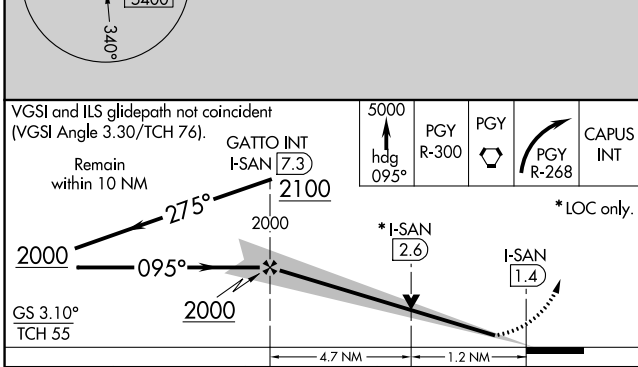 5400
340°
VGSI and ILS glidepath not coincident
(VGSI Angle 3.30/TCH 76).
Remain
within 10 NM
GATTO INT
I-SAN 7.3
2100
275°
2000
2000
095°
2000
GS 3.10°
TCH 55
5000
hdg
095°
PGY
R-300
PGY
PGY
R-268
CAPUS
INT
*LOC only.
*I-SAN
2.6
I-SAN
1.4
4.7 NM
1.2 NM